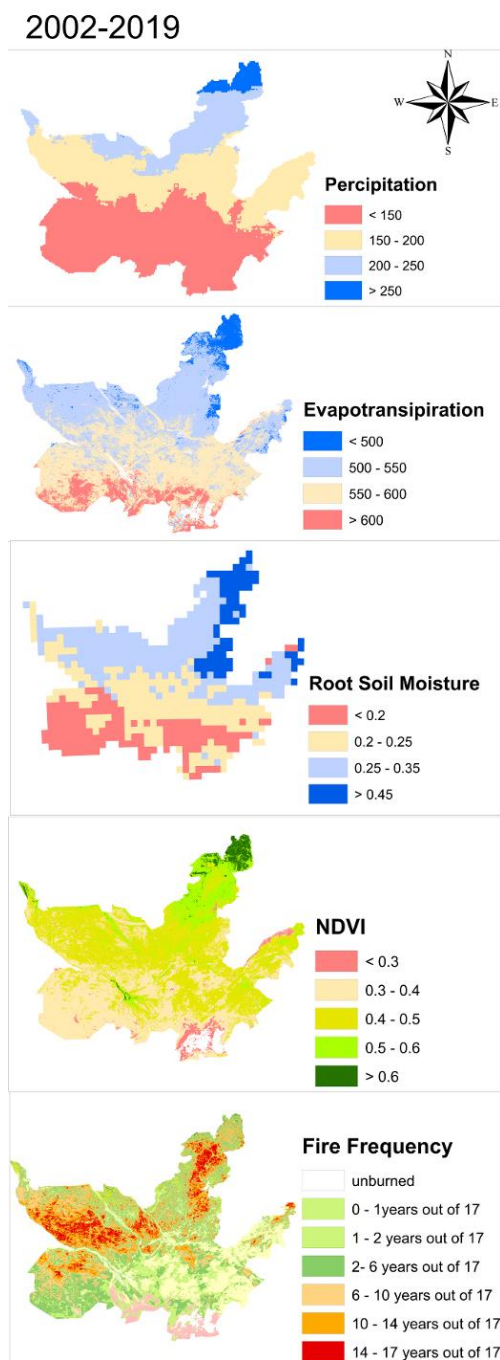 2002-2019
N
W
E
S
Percipitation
< 150
150 - 200
200 - 250
> 250
Evapotransipiration
< 500
500 - 550
550 - 600
> 600
Root Soil Moisture
< 0.2
0.2 - 0.25
0.25 - 0.35
> 0.45
NDVI
< 0.3
0.3 - 0.4
0.4 - 0.5
0.5 - 0.6
> 0.6
Fire Frequency
unburned
0 - 1years out of 17
1 - 2 years out of 17
2- 6 years out of 17
6 - 10 years out of 17
10 - 14 years out of 17
14 - 17 years out of 17